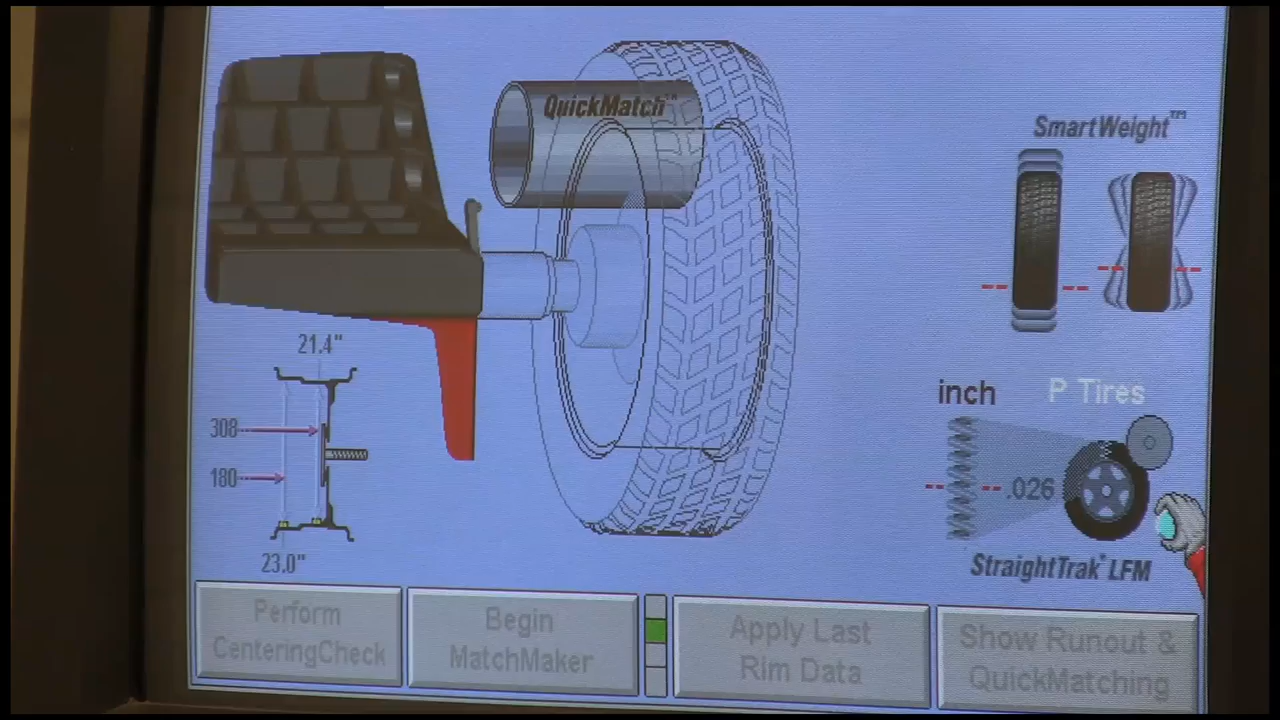 QuickMatch™
SmartWeight™
21.4"
308
180
23.0"
inch
P Tires
.026
StraightTrak® LFM
Perform
CenteringCheck
Begin
MatchMaker
Apply Last
Rim Data
Show Runout &
QuickMatching